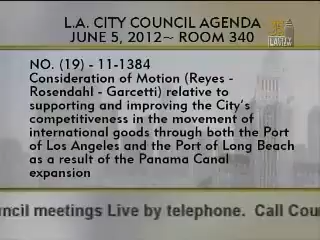 L.A. CITY COUNCIL AGENDA
JUNE 5, 2012~ ROOM 340
NO. (19) - 11-1384
Consideration of Motion (Reyes -
Rosendahl - Garcetti) relative to
supporting and improving the City's
competitiveness in the movement of
international goods through both the Port
of Los Angeles and the Port of Long Beach
as a result of the Panama Canal
expansion
ncil meetings Live by telephone. Call Cou